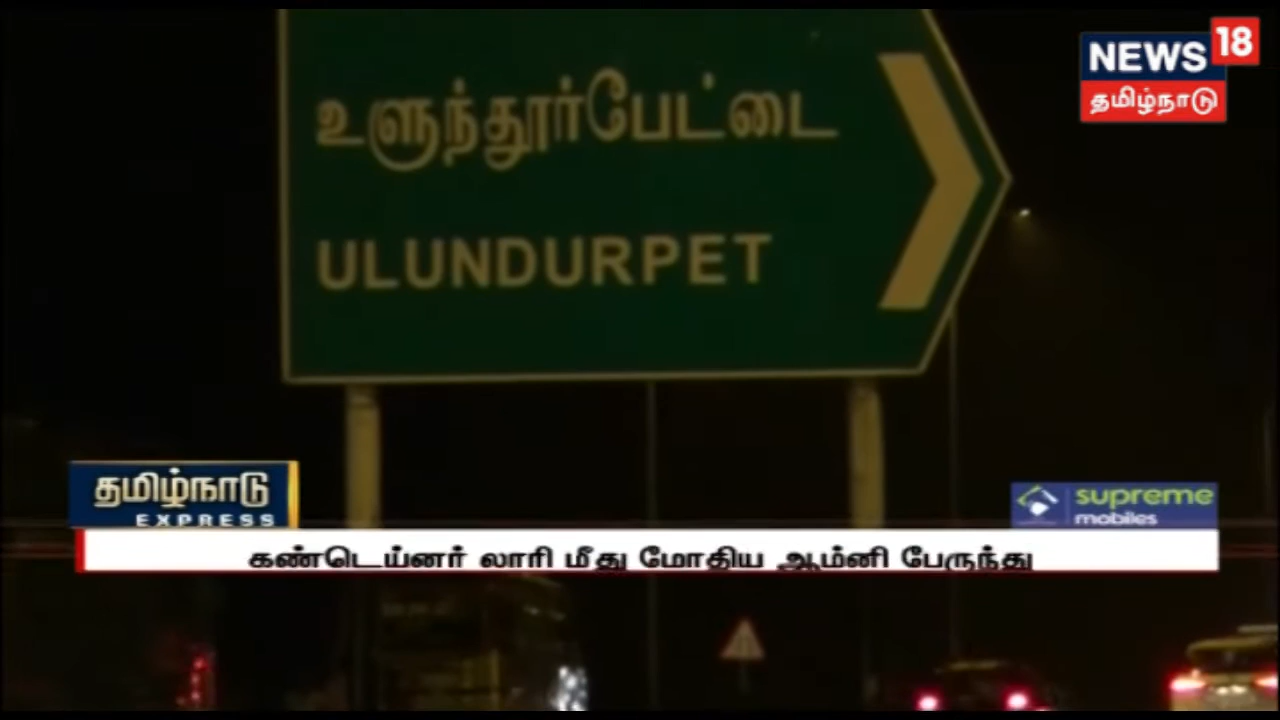 NEWS 18
தமிழ்நாடு
உளுந்தூர்பேட்டை
ULUNDURPET
தமிழ்நாடு
EXPRESS
supreme
mobiles
கண்டெய்னர் லாரி மீது மோதிய ஆம்னி பேருந்து